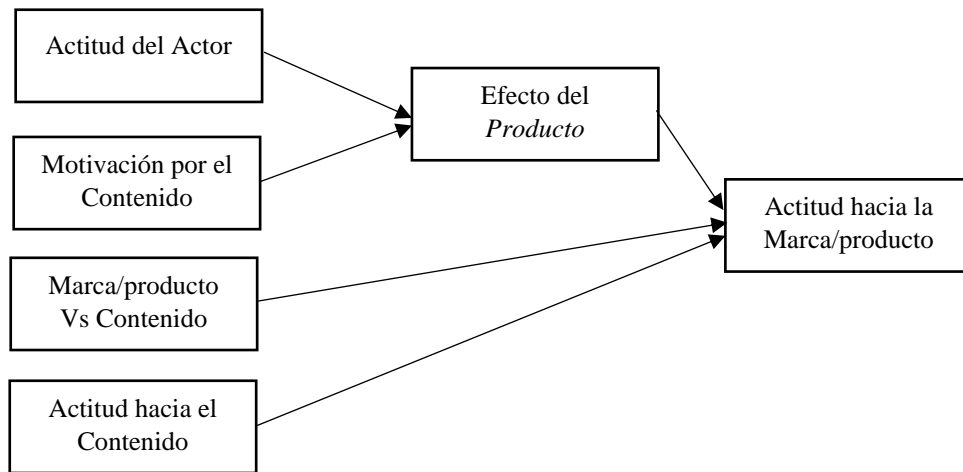 Actitud del Actor
Efecto del
Producto
Motivación por el
Contenido
Actitud hacia la
Marca/producto
Marca/producto
Vs Contenido
Actitud hacia el
Contenido